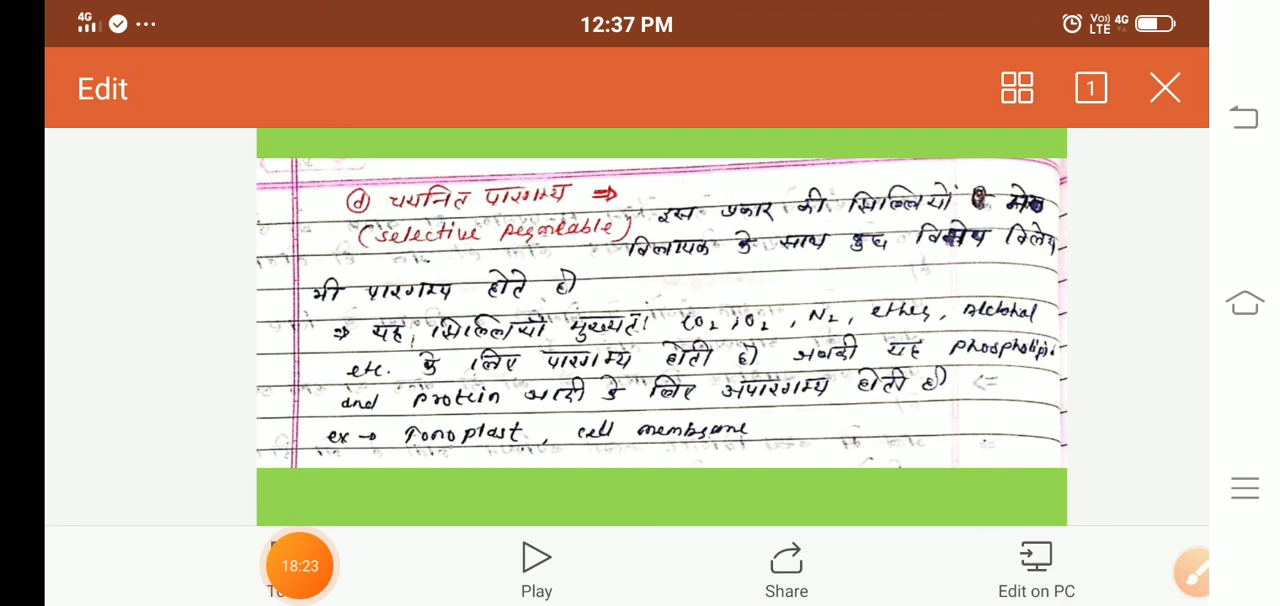 4G
12:37 PM
Vo) 4G
LTE
Edit
1
(d) चयनित पारगम्य ⇒ इस प्रकार की झिल्लियों मे
(selective permeable) विलायक के साथ कुछ विशेष विलेय
भी पारगम्य होते हो
⇒ यह झिल्लियाँ मुख्यतः CO₂, O₂, N₂, ether, Alcohal
etc. के लिए पारगम्य होती हो जबकी यह phospholipi
and protein आदी के लिए अपारगम्य होती हो
ex → Tonoplast, cell membrane
18:23
Play
Share
Edit on PC